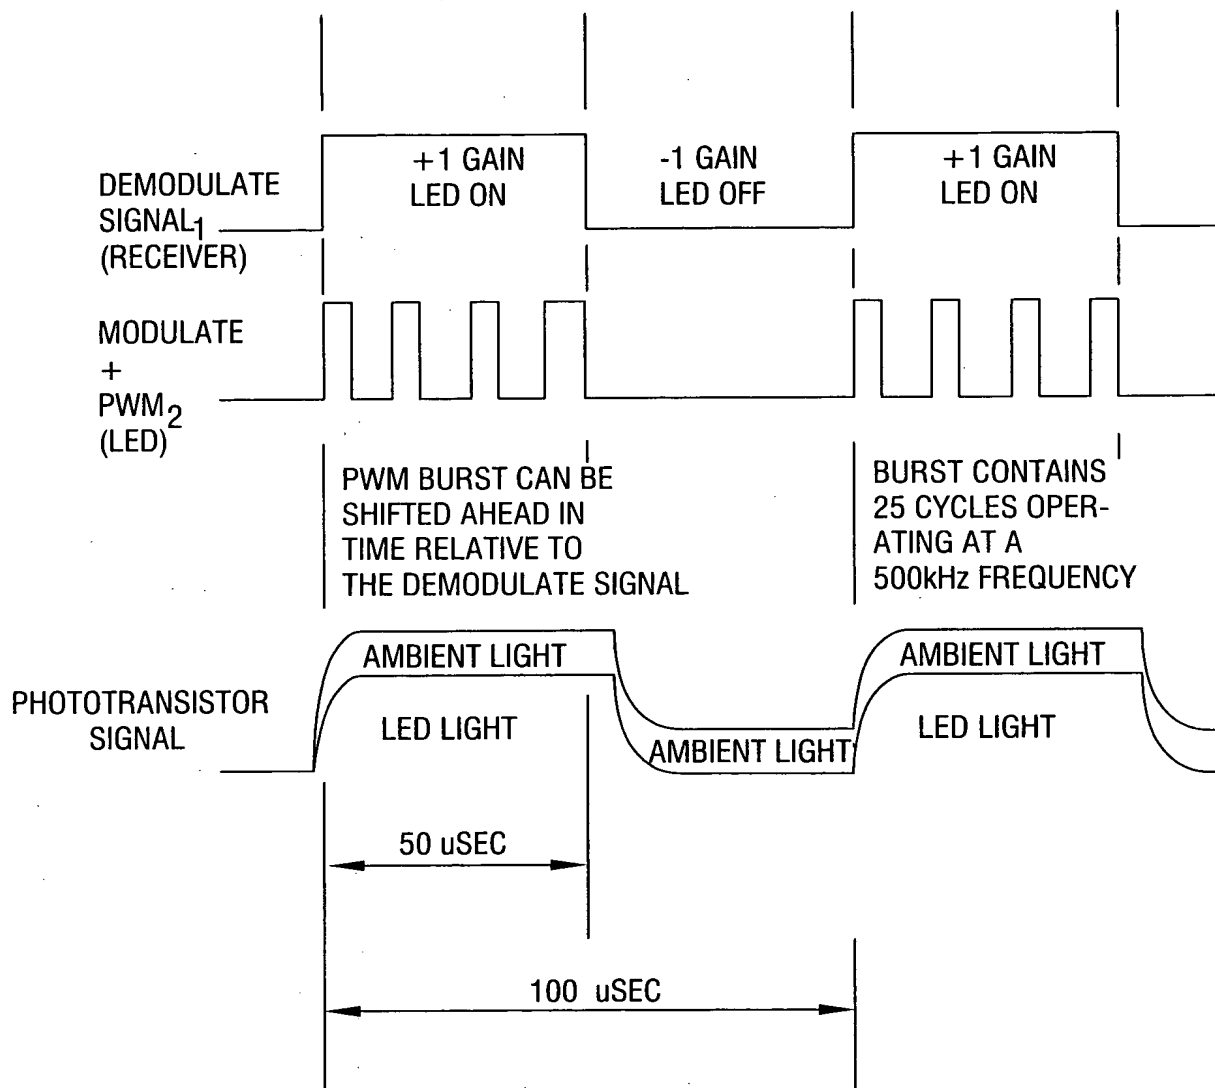 +1 GAIN
LED ON
-1 GAIN
LED OFF
+1 GAIN
LED ON
DEMODULATE
SIGNAL1
(RECEIVER)
MODULATE
+
PWM2
(LED)
PWM BURST CAN BE
SHIFTED AHEAD IN
TIME RELATIVE TO
THE DEMODULATE SIGNAL
BURST CONTAINS
25 CYCLES OPER-
ATING AT A
500kHz FREQUENCY
PHOTOTRANSISTOR
SIGNAL
AMBIENT LIGHT
LED LIGHT
AMBIENT LIGHT
AMBIENT LIGHT
LED LIGHT
50 uSEC
100 uSEC